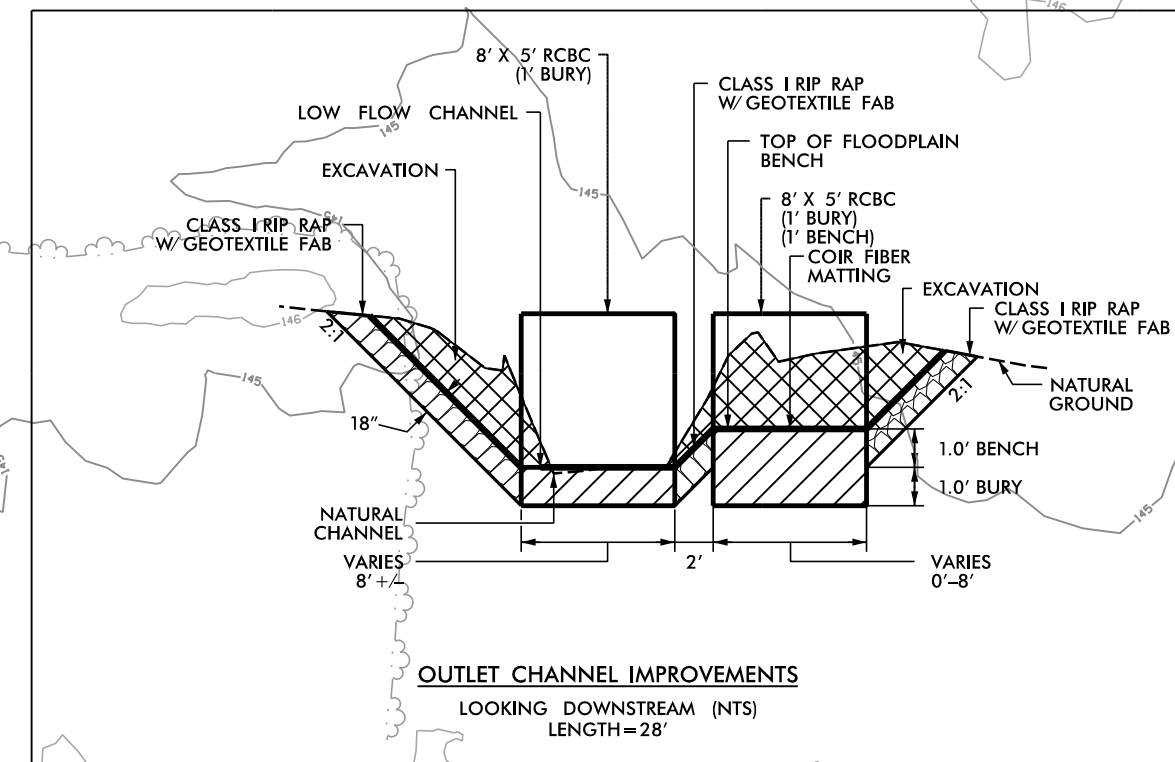 146
8' X 5' RCBC
(1' BURY)
CLASS I RIP RAP
W/ GEOTEXTILE FAB
LOW FLOW CHANNEL
145
TOP OF FLOODPLAIN
BENCH
EXCAVATION
145
8' X 5' RCBC
(1' BURY)
(1' BENCH)
CLASS I RIP RAP
W/ GEOTEXTILE FAB
145
COIR FIBER
MATTING
EXCAVATION
CLASS I RIP RAP
W/ GEOTEXTILE FAB
146
2:1
145
2:1
NATURAL
GROUND
18"
1.0' BENCH
1.0' BURY
145
NATURAL
CHANNEL
VARIES
8' +/-
2'
VARIES
0'-8'
OUTLET CHANNEL IMPROVEMENTS
LOOKING DOWNSTREAM (NTS)
LENGTH=28'